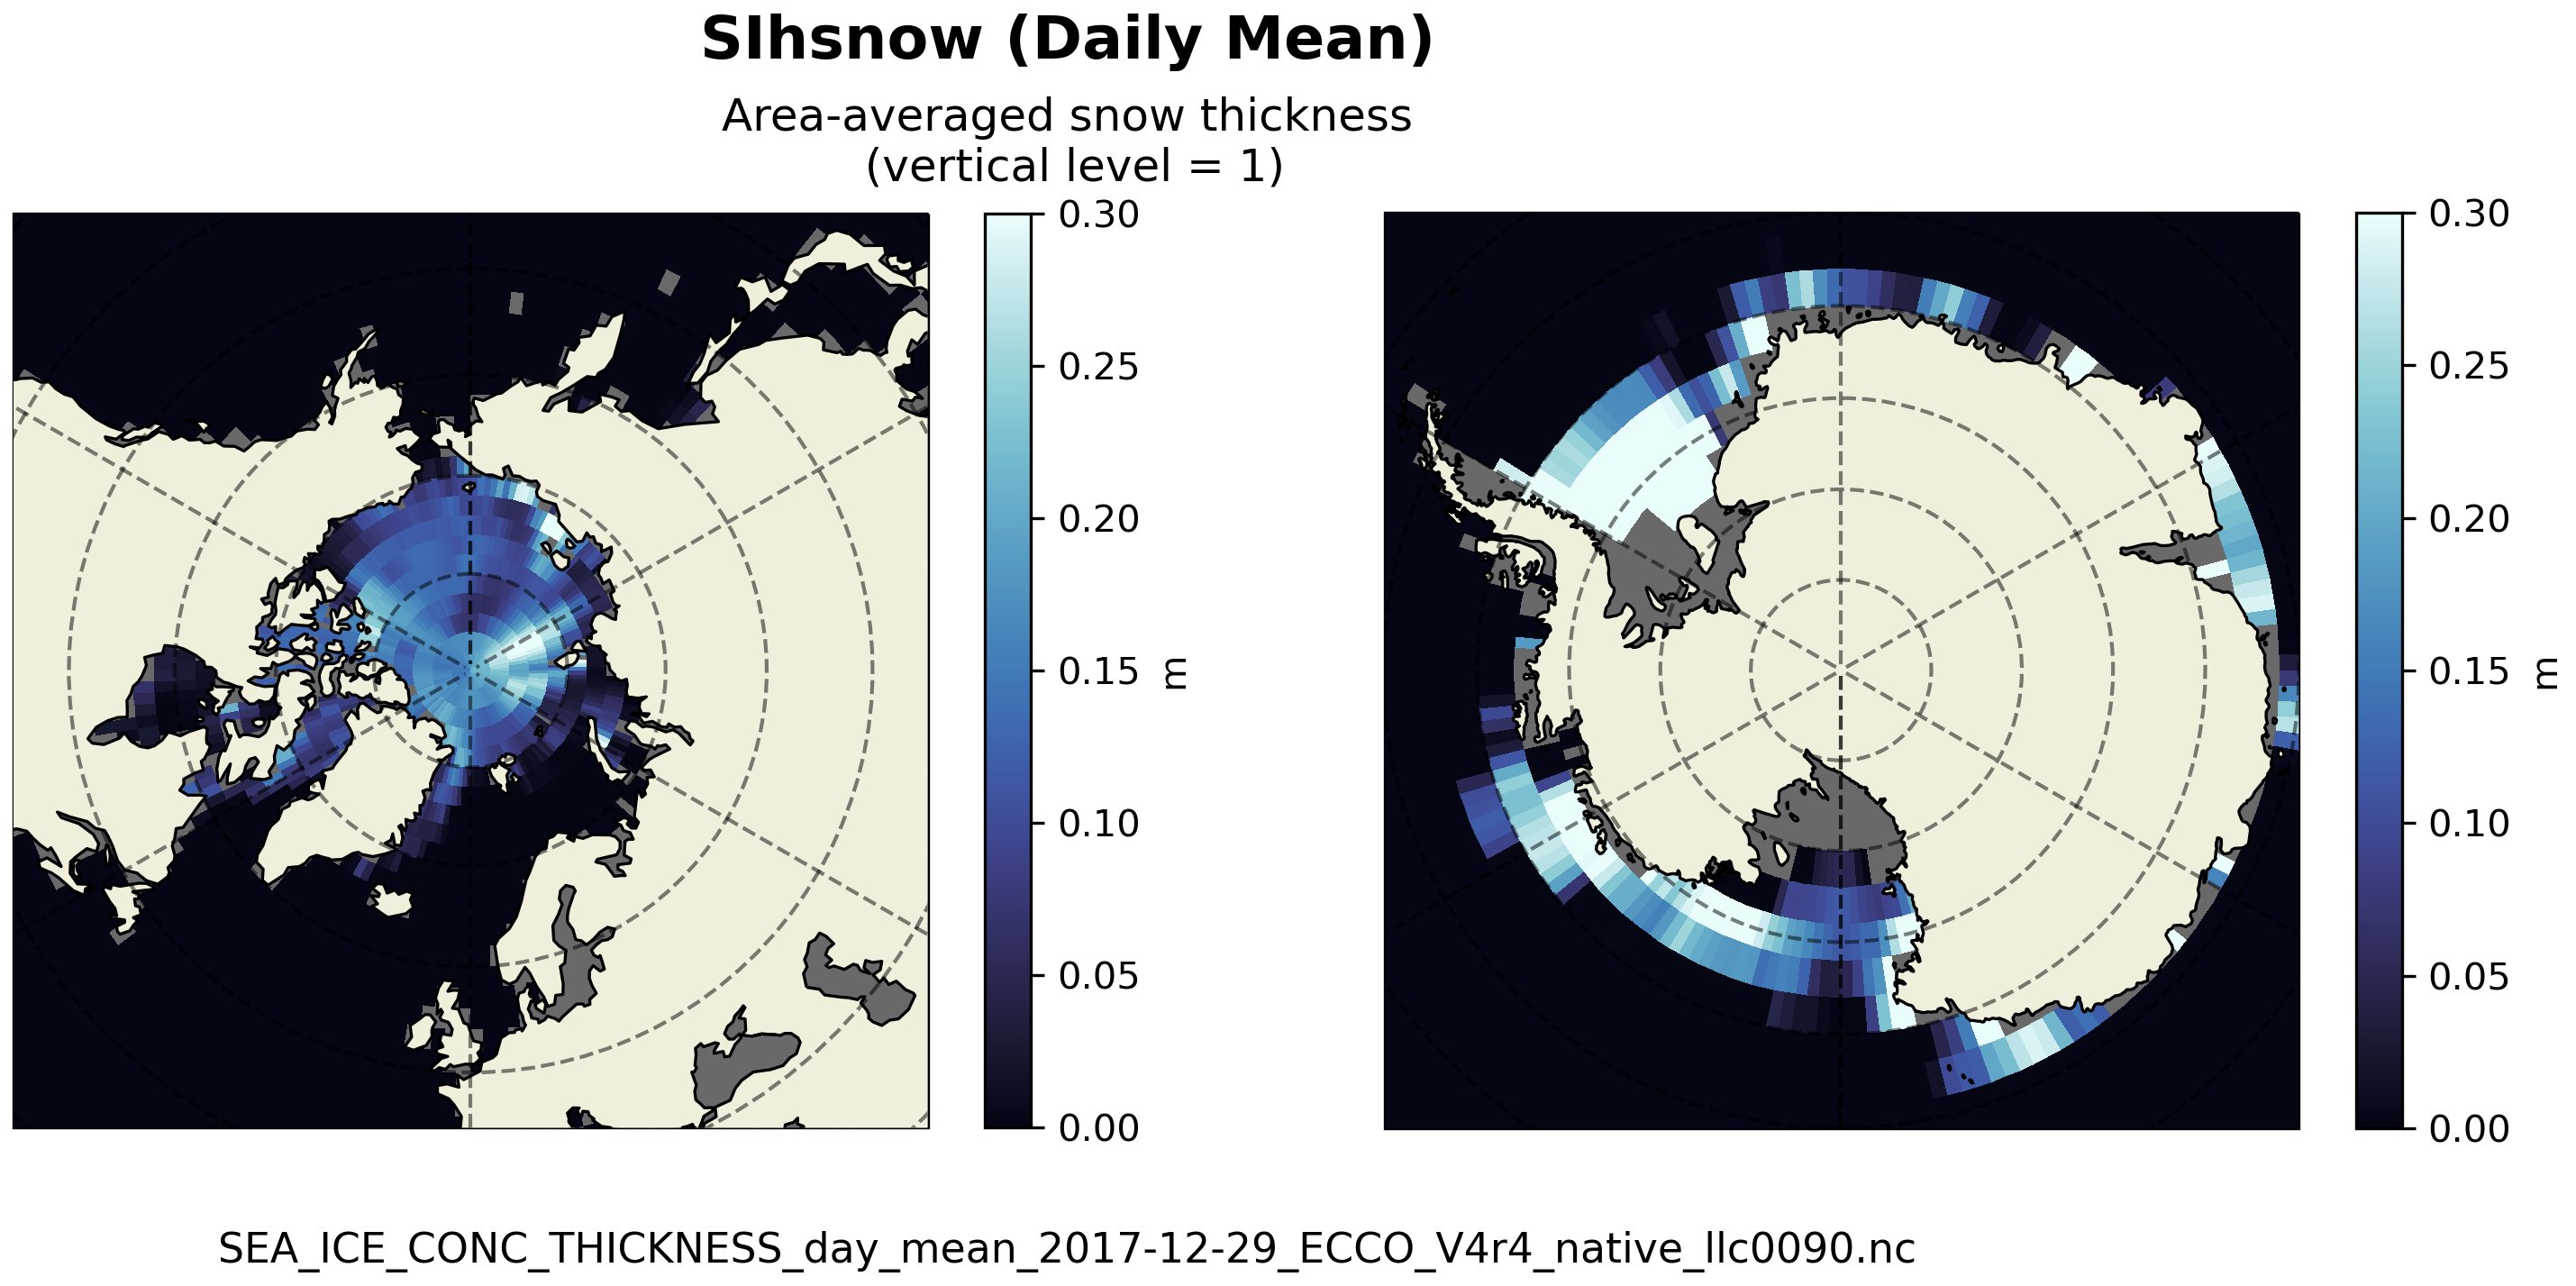 SIhsnow (Daily Mean)
Area-averaged snow thickness
(vertical level = 1)
0.30
0.25
0.20
0.15
0.10
0.05
0.00
m
0.30
0.25
0.20
0.15
0.10
0.05
0.00
m
SEA_ICE_CONC_THICKNESS_day_mean_2017-12-29_ECCO_V4r4_native_llc0090.nc